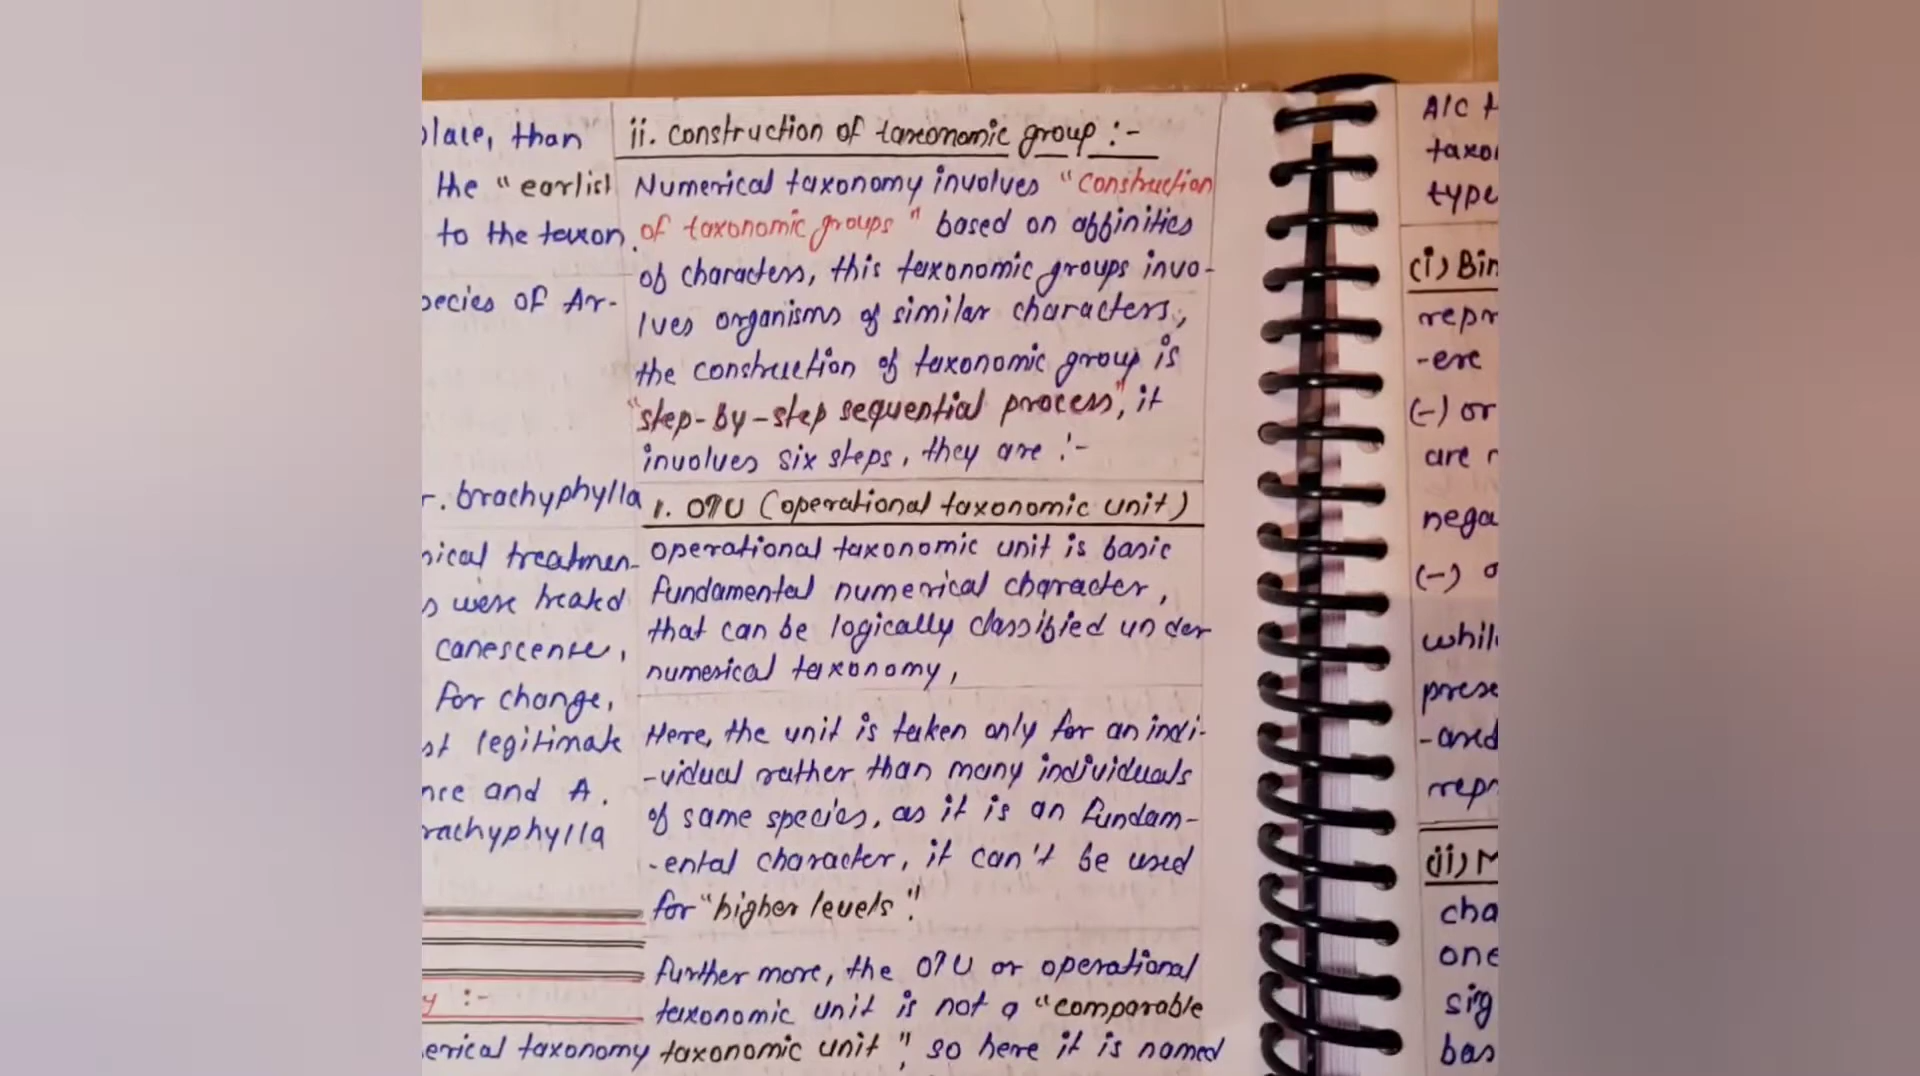 place, than
the "earlist
to the taxon.
pecies of Ar-
r. brachyphylla
nical treatmen-
s were treated
canescente,
for change,
st legitimate
nce and A.
rachyphylla
y :-
erical taxonomy
ii. construction of taxonomic group :-
Numerical taxonomy involves "construction
of taxonomic groups" based on affinities
of characters, this taxonomic groups invo-
lves organisms of similar characters,
the construction of taxonomic group is
"step-by-step sequential process", it
involves six steps, they are :-
1. OTU (operational taxonomic unit)
operational taxonomic unit is basic
fundamental numerical character,
that can be logically classified under
numerical taxonomy,
Here, the unit is taken only for an indi-
-vidual rather than many individuals
of same species, as it is an fundam-
-ental character, it can't be used
for "higher levels".
further more, the OTU or operational
taxonomic unit is not a "comparable
taxonomic unit", so here it is named
A/C t
taxo
type
(i) Bin
repr
-ere
(-) or
are r
nega
(-) o
while
prese
-ared
repr
(ii) M
cha
one
sig
bas